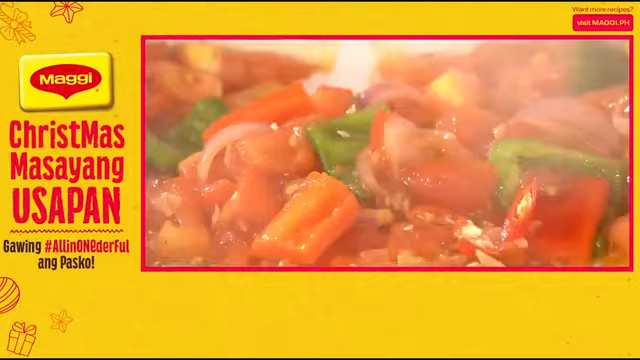 Want more recipes?
visit MAGGI.PH
Maggi
ChristMas
Masayang
USAPAN
Gawing #AllinONederful
ang Pasko!